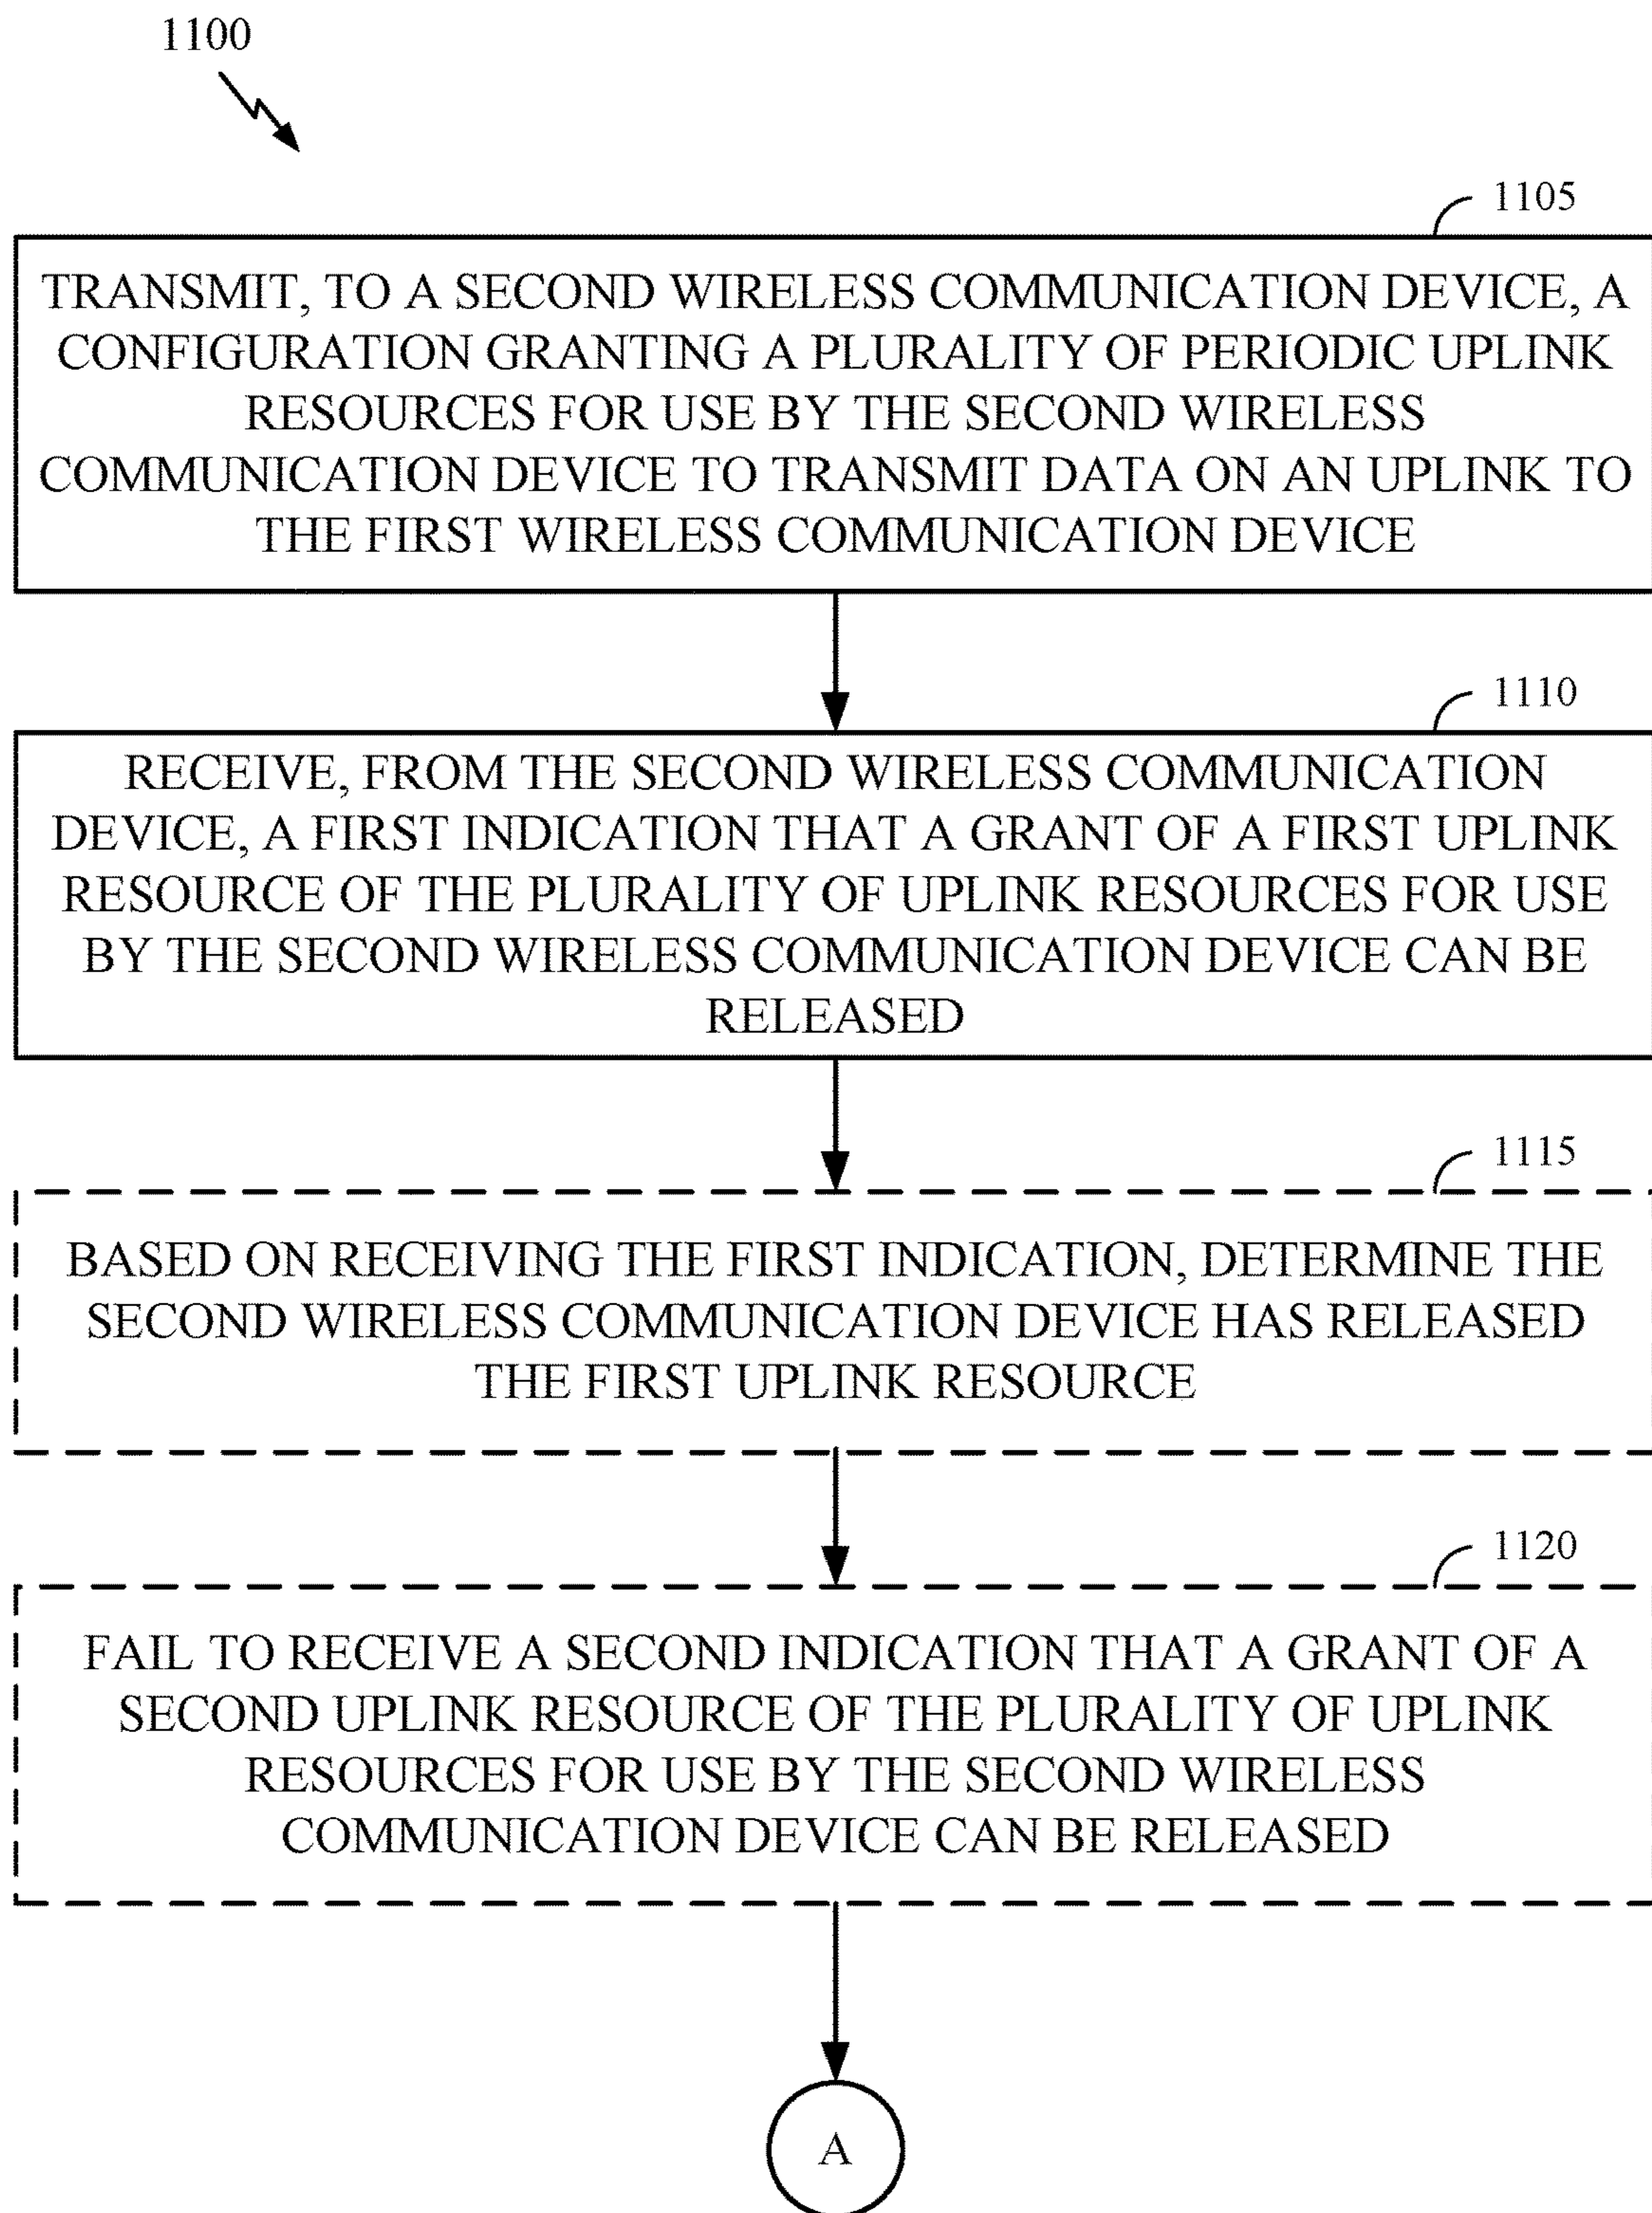 1100
1105
TRANSMIT, TO A SECOND WIRELESS COMMUNICATION DEVICE, A
CONFIGURATION GRANTING A PLURALITY OF PERIODIC UPLINK
RESOURCES FOR USE BY THE SECOND WIRELESS
COMMUNICATION DEVICE TO TRANSMIT DATA ON AN UPLINK TO
THE FIRST WIRELESS COMMUNICATION DEVICE
1110
RECEIVE, FROM THE SECOND WIRELESS COMMUNICATION
DEVICE, A FIRST INDICATION THAT A GRANT OF A FIRST UPLINK
RESOURCE OF THE PLURALITY OF UPLINK RESOURCES FOR USE
BY THE SECOND WIRELESS COMMUNICATION DEVICE CAN BE
RELEASED
1115
BASED ON RECEIVING THE FIRST INDICATION, DETERMINE THE
SECOND WIRELESS COMMUNICATION DEVICE HAS RELEASED
THE FIRST UPLINK RESOURCE
1120
FAIL TO RECEIVE A SECOND INDICATION THAT A GRANT OF A
SECOND UPLINK RESOURCE OF THE PLURALITY OF UPLINK
RESOURCES FOR USE BY THE SECOND WIRELESS
COMMUNICATION DEVICE CAN BE RELEASED
A